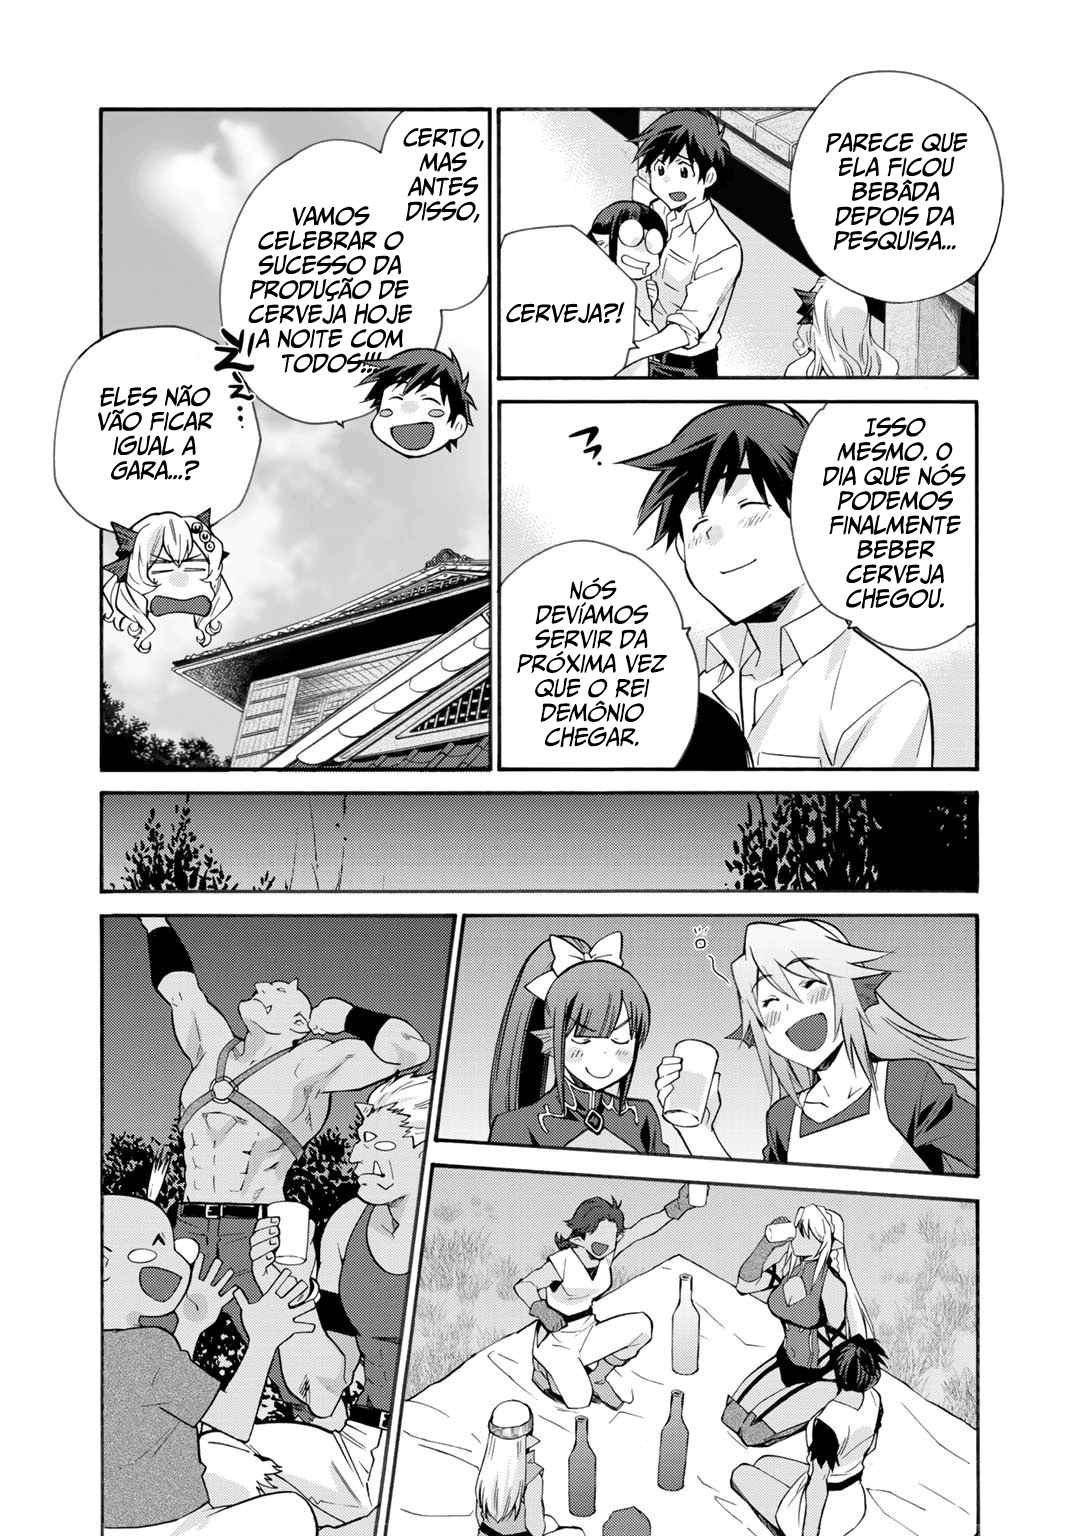 PARECE QUE
ELA FICOU
BEBÂDA
DEPOIS DA
PESQUISA...
CERVEJA?!
ISSO
MESMO. O
DIA QUE NÓS
PODEMOS
FINALMENTE
BEBER
CERVEJA
CHEGOU.
NÓS
DEVÍAMOS
SERVIR DA
PRÓXIMA VEZ
QUE O REI
DEMÔNIO
CHEGAR.
CERTO,
MAS
ANTES
DISSO,
VAMOS
CELEBRAR O
SUCESSO DA
PRODUÇÃO DE
CERVEJA HOJE
A NOITE COM
TODOS!!!
ELES NÃO
VÃO FICAR
IGUAL A
GARA...?